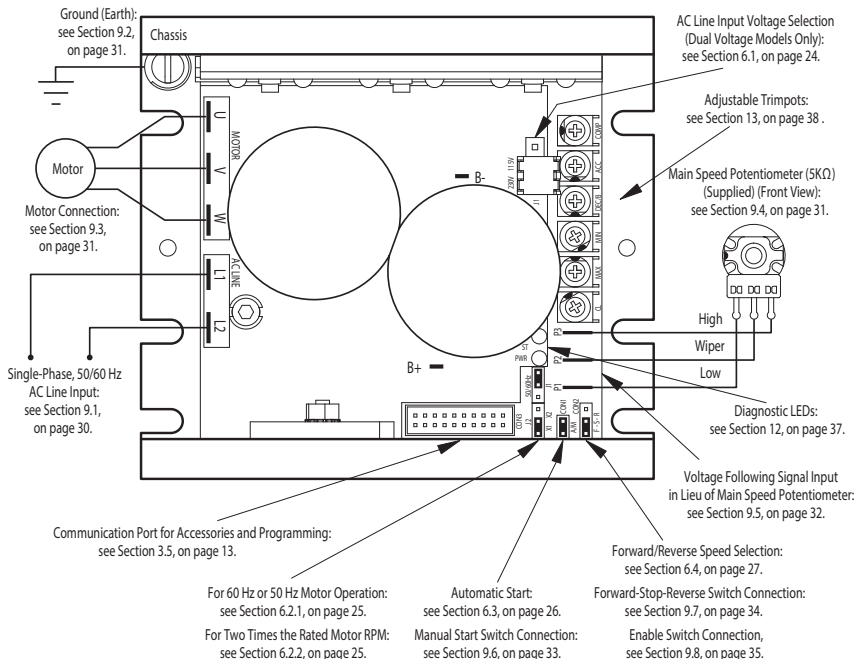 Ground (Earth):
see Section 9.2,
on page 31.
Chassis
AC Line Input Voltage Selection
(Dual Voltage Models Only):
see Section 6.1, on page 24.
Adjustable Trimpots:
see Section 13, on page 38 .
Main Speed Potentiometer (5KΩ)
(Supplied) (Front View):
see Section 9.4, on page 31.
U
V
W
MOTOR
Motor
Motor Connection:
see Section 9.3,
on page 31.
L1
L2
AC LINE
Single-Phase, 50/60 Hz
AC Line Input:
see Section 9.1,
on page 30.
B-
B+
230V 115V
J1
COMP
ACC
DEC/B
MIN
MAX
CL
High
Wiper
Low
P3
P2
P1
ST
PWR
50/60Hz
J1
J2
X1 X2
CON3
CON1
A/M
CON2
F - S - R
Diagnostic LEDs:
see Section 12, on page 37.
Voltage Following Signal Input
in Lieu of Main Speed Potentiometer:
see Section 9.5, on page 32.
Communication Port for Accessories and Programming:
see Section 3.5, on page 13.
For 60 Hz or 50 Hz Motor Operation:
see Section 6.2.1, on page 25.
For Two Times the Rated Motor RPM:
see Section 6.2.2, on page 25.
Automatic Start:
see Section 6.3, on page 26.
Manual Start Switch Connection:
see Section 9.6, on page 33.
Forward/Reverse Speed Selection:
see Section 6.4, on page 27.
Forward-Stop-Reverse Switch Connection:
see Section 9.7, on page 34.
Enable Switch Connection,
see Section 9.8, on page 35.